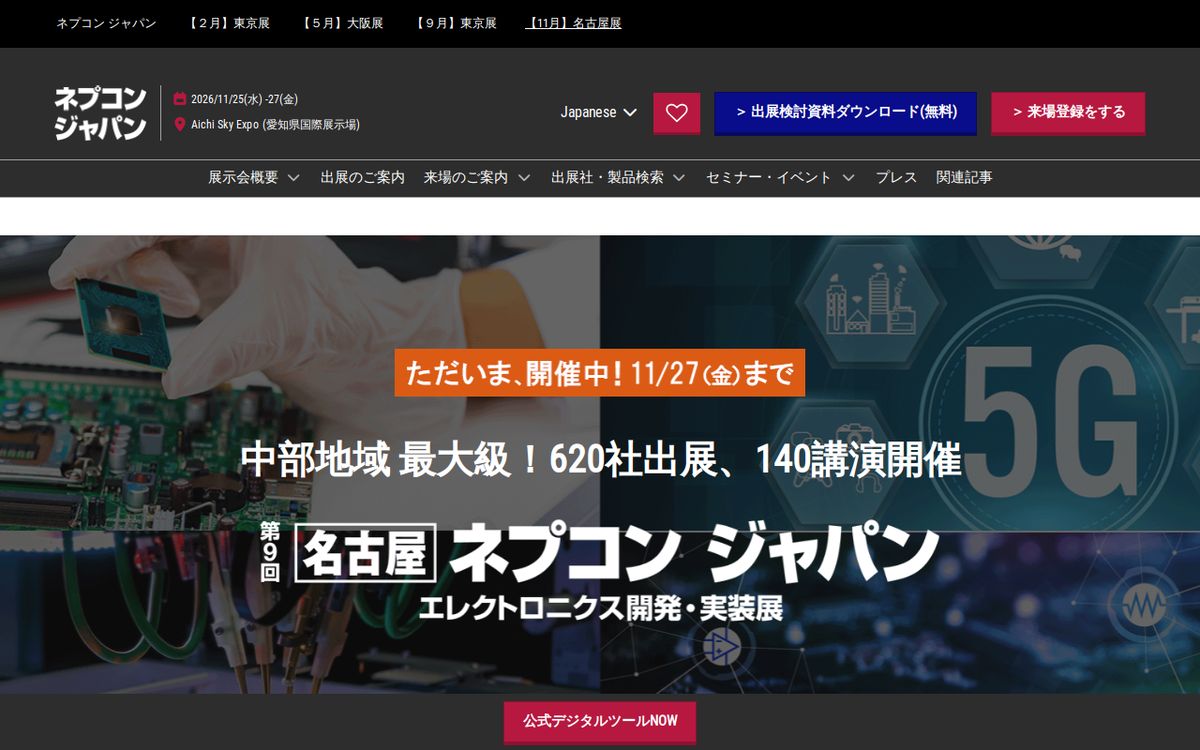 ネプコン ジャパン 【２月】東京展 【５月】大阪展 【９月】東京展 【11月】名古屋展
ネプコン
ジャパン
2026/11/25(水) -27(金)
Aichi Sky Expo (愛知県国際展示場)
Japanese
> 出展検討資料ダウンロード(無料)
> 来場登録をする
展示会概要 出展のご案内 来場のご案内 出展社・製品検索 セミナー・イベント プレス 関連記事
ただいま、開催中！11/27（金）まで
中部地域 最大級！620社出展、140講演開催
5G
第9回 名古屋 ネプコン ジャパン
エレクトロニクス開発・実装展
公式デジタルツールNOW